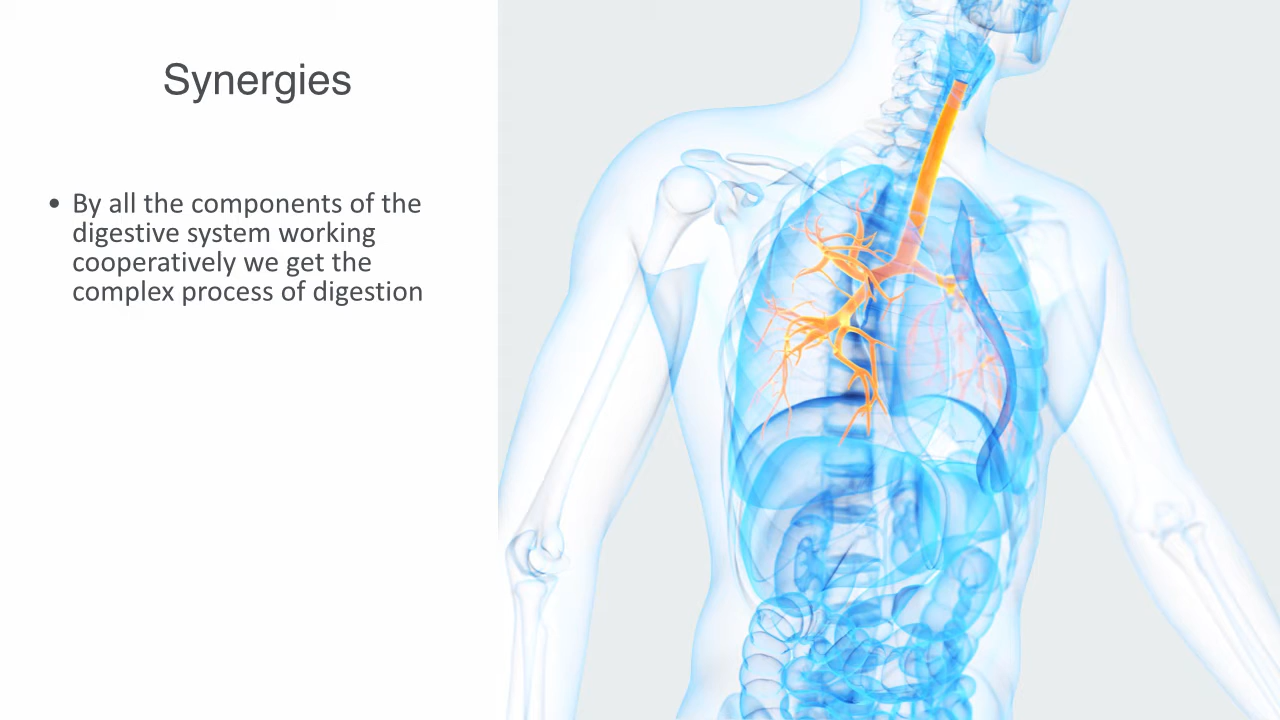 Synergies
• By all the components of the
digestive system working
cooperatively we get the
complex process of digestion